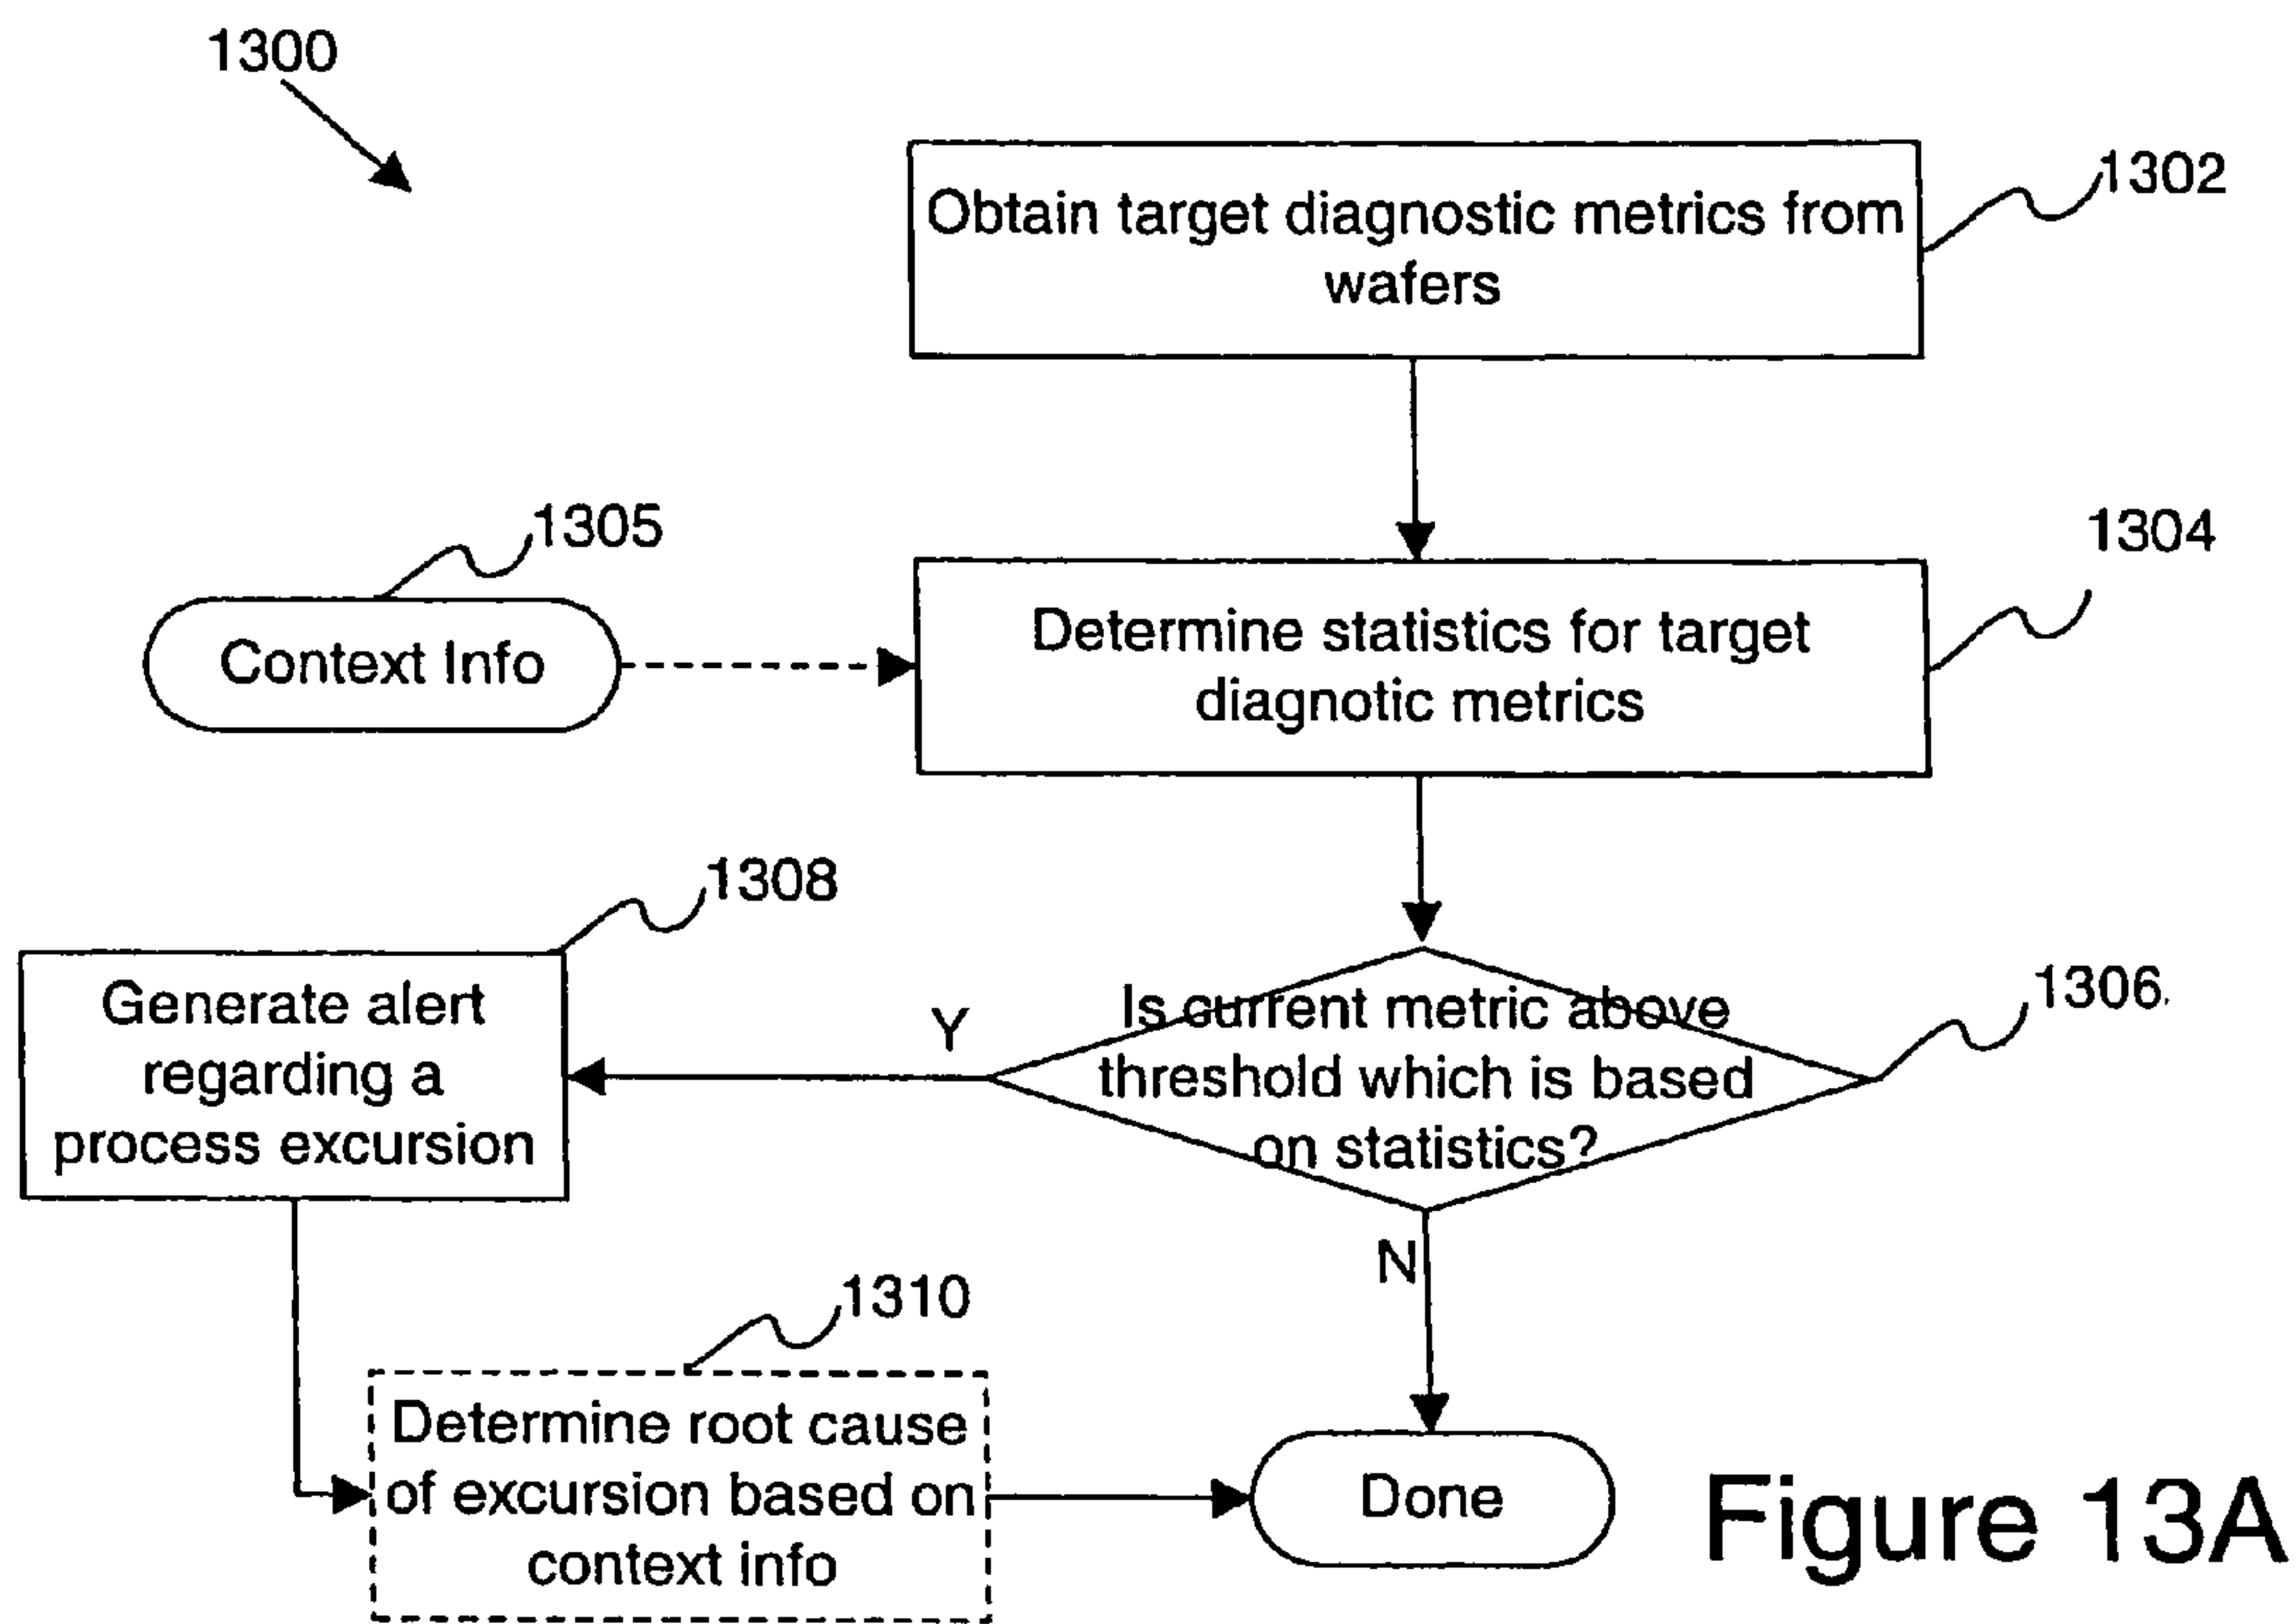 1300
Obtain target diagnostic metrics from
wafers
1302
1305
Context Info
1304
Determine statistics for target
diagnotic metrics
1308
Generate alert
regarding a
process excursion
Y
Is current metric above
threshold which is based
on statistics?
1306
N
1310
Determine root cause
of excursion based on
context info
Done
Figure 13A